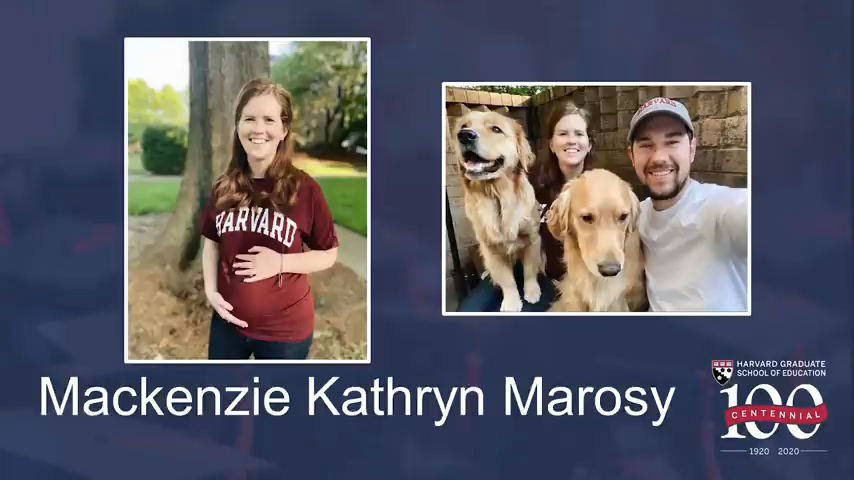 HARVARD
HARVARD
Mackenzie Kathryn Marosy
HARVARD GRADUATE
SCHOOL OF EDUCATION
100
CENTENNIAL
1920 2020